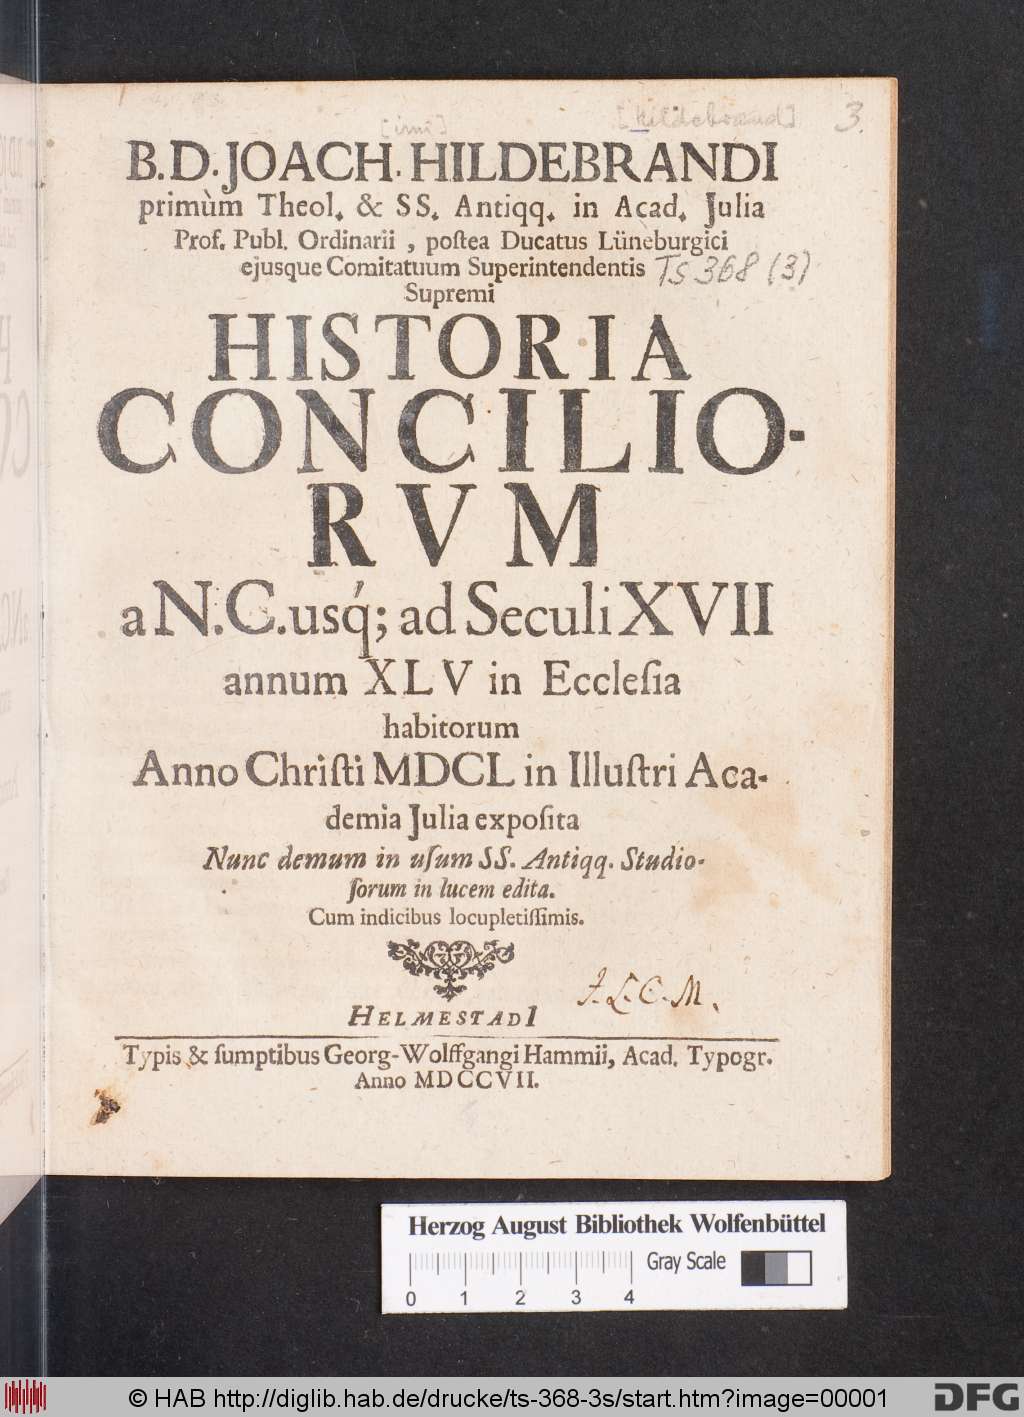 [Hildebrand] 3.
[imi]
B.D. JOACH. HILDEBRANDI
primùm Theol. & SS. Antiqq. in Acad. Julia
Prof. Publ. Ordinarii, poſtea Ducatus Lüneburgici
ejusque Comitatuum Superintendentis
Ts 368 (3)
Supremi
HISTORIA
CONCILIO-
RVM
a N.C. usq́; ad Seculi XVII
annum XLV in Eccleſia
habitorum
Anno Chriſti MDCL in Illuſtri Aca-
demia Julia expoſita
Nunc demum in uſum SS. Antiqq. Studio-
ſorum in lucem edita.
Cum indicibus locupletiſſimis.
J.L.C.M.
HELMESTADI
Typis & ſumptibus Georg-Wolffgangi Hammii, Acad. Typogr.
Anno MDCCVII.
Herzog August Bibliothek Wolfenbüttel
Gray Scale
0 1 2 3 4
© HAB http://diglib.hab.de/drucke/ts-368-3s/start.htm?image=00001
DFG